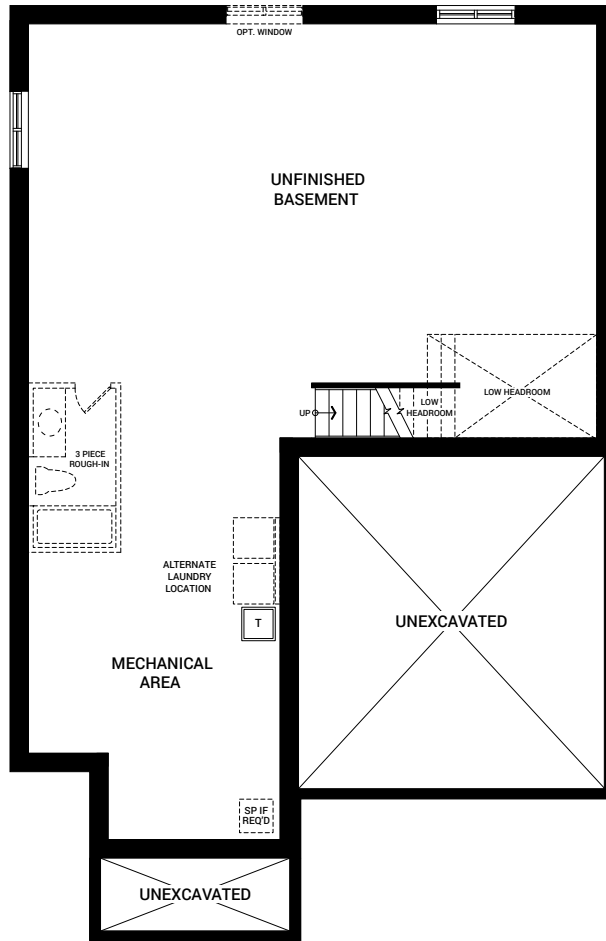 OPT. WINDOW
UNFINISHED
BASEMENT
LOW HEADROOM
UP
LOW
HEADROOM
3 PIECE
ROUGH-IN
ALTERNATE
LAUNDRY
LOCATION
T
UNEXCAVATED
MECHANICAL
AREA
SP IF
REQ'D
UNEXCAVATED